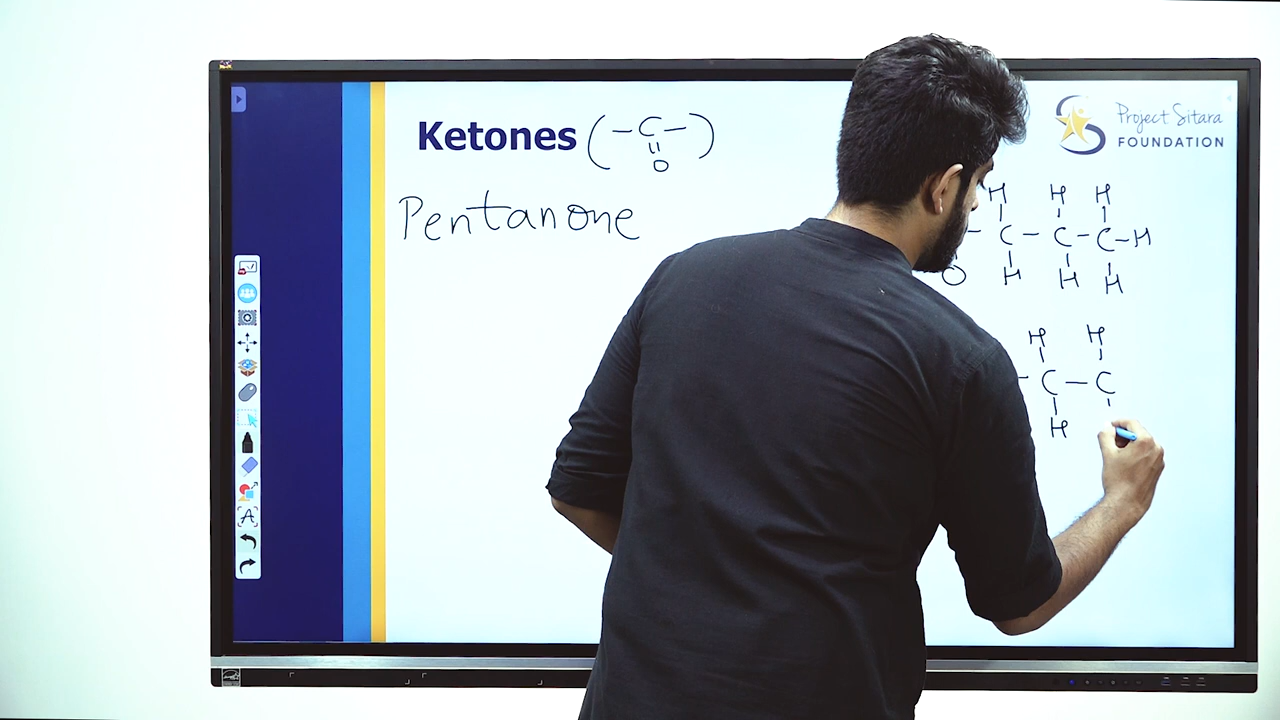 Ketones (-C-)
=
O
Project Sitara
FOUNDATION
Pentanone
H H H
- C - C - C-H
O H H H
H H
- C - C
H
A